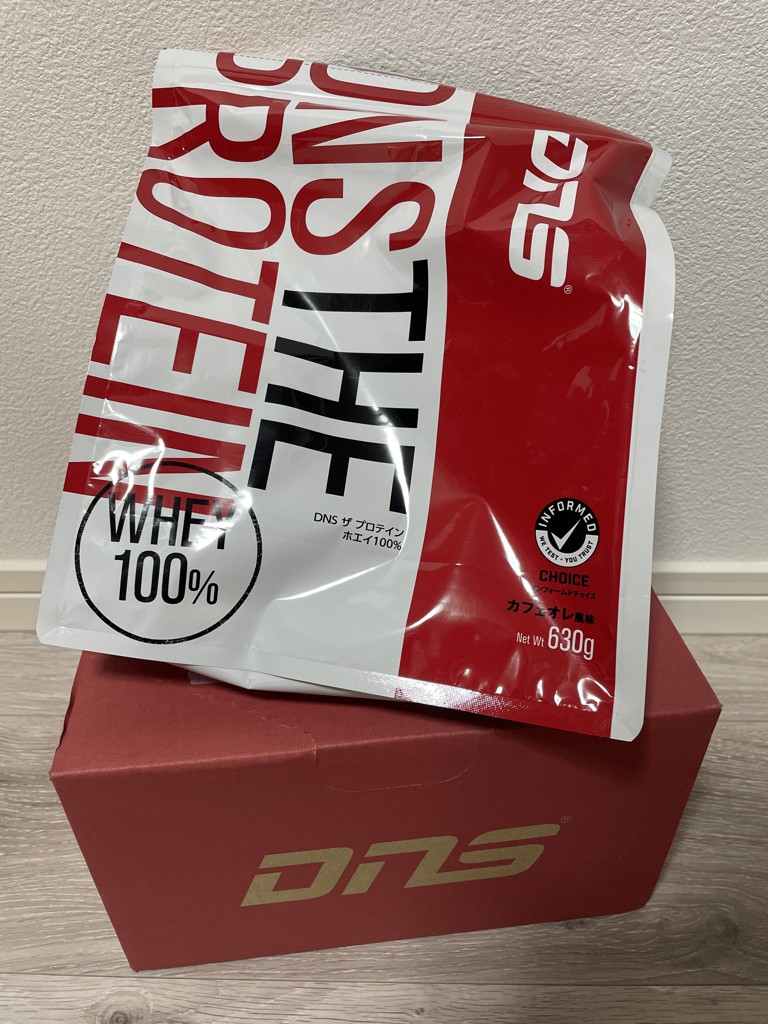 DNS THE
PROTEIN
DNS®
WHEY
100%
DNS ザ プロテイン
ホエイ100%
INFORMED
WE TEST · YOU TRUST
CHOICE
インフォームドチョイス
カフェオレ風味
Net Wt 630g
DNS®